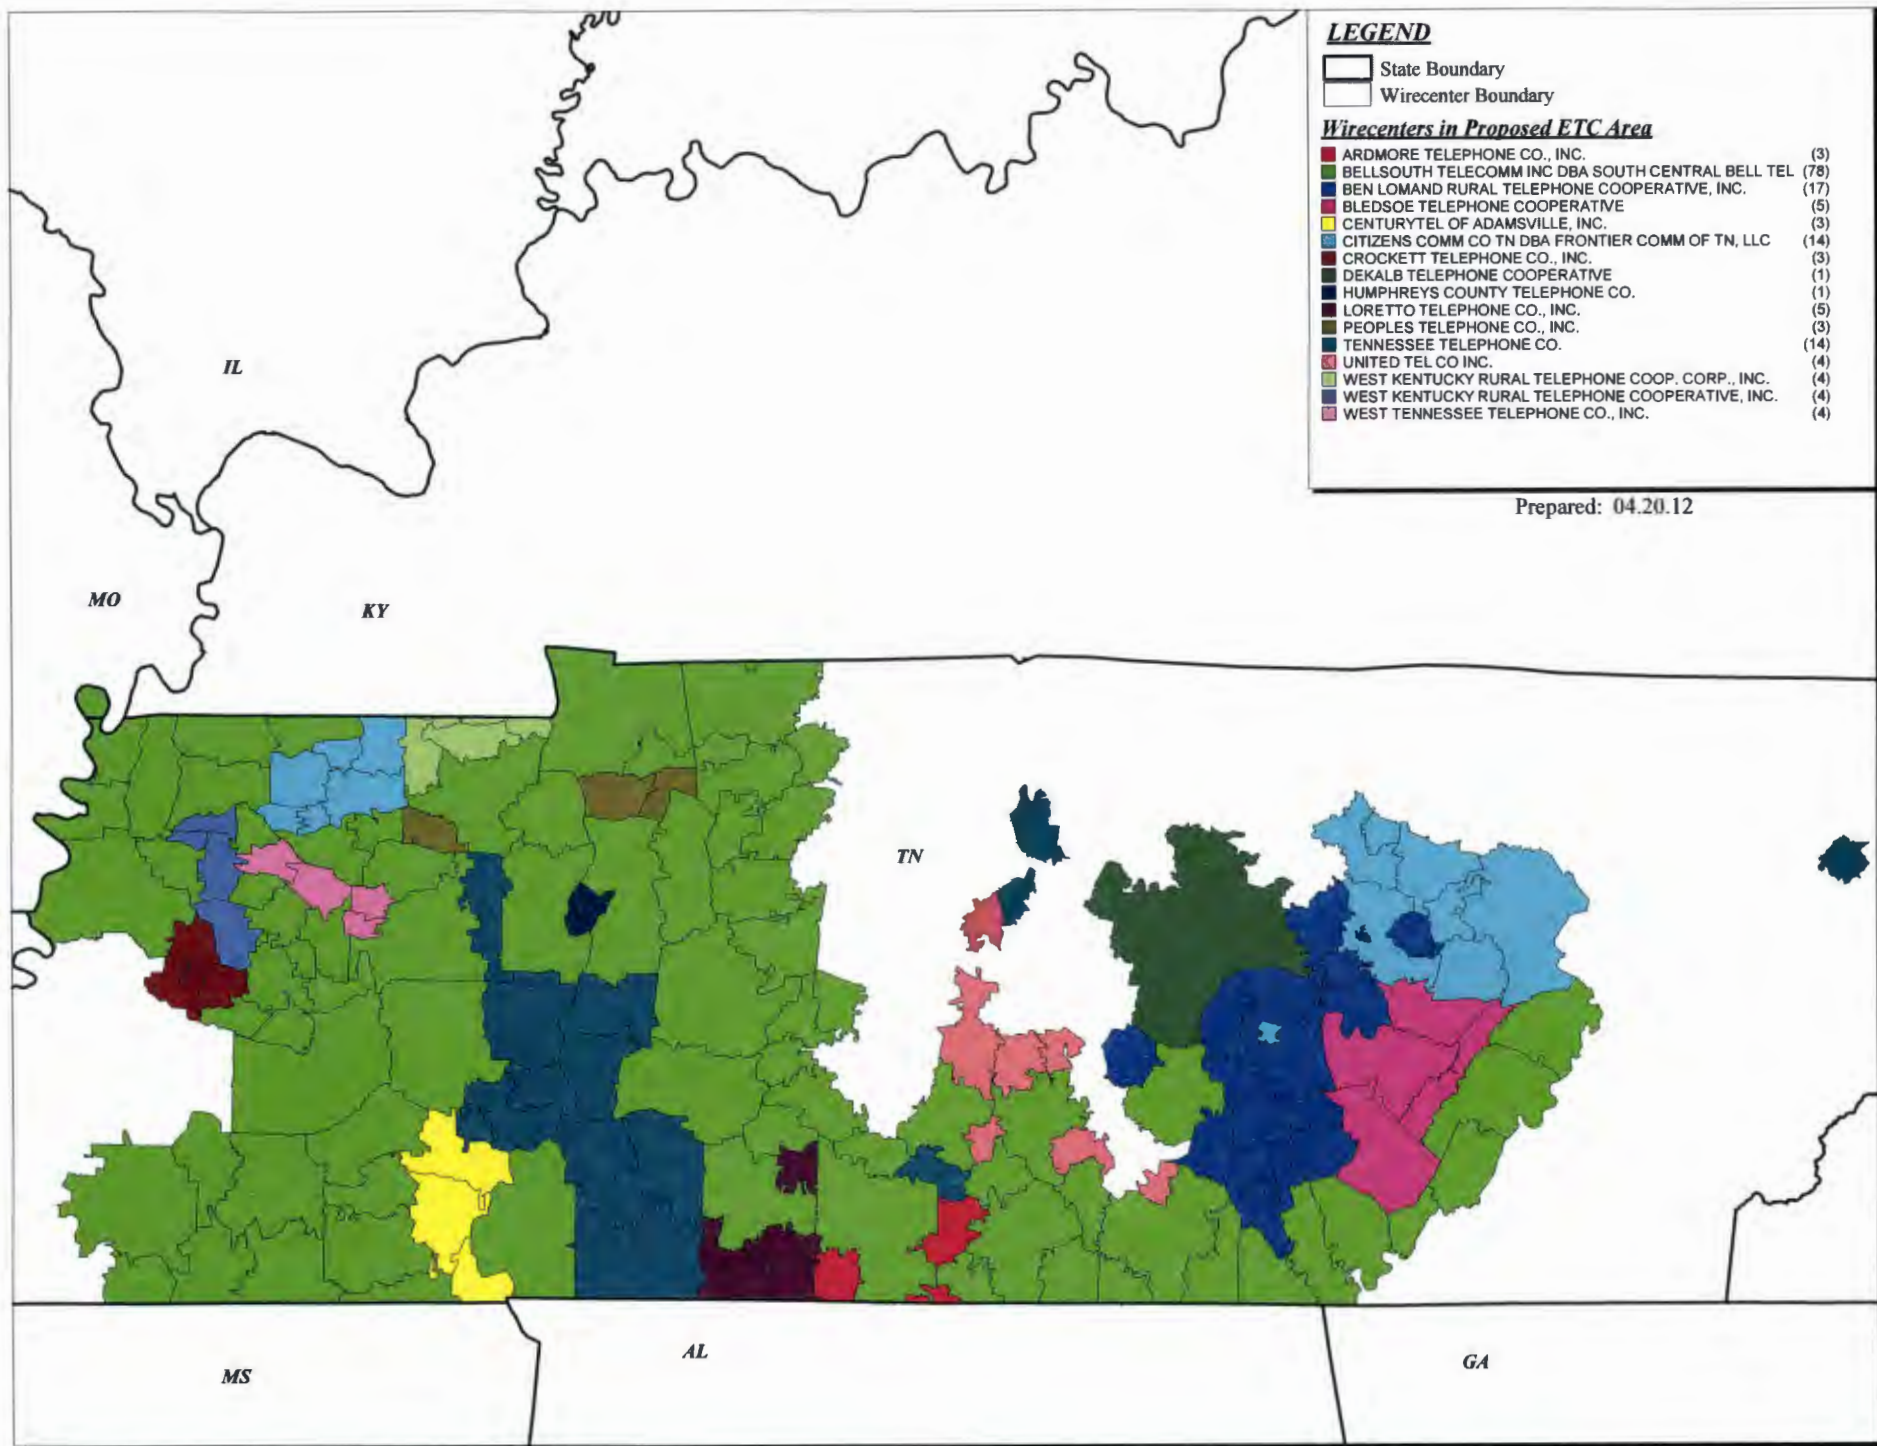 LEGEND
State Boundary
Wirecenter Boundary
Wirecenters in Proposed ETC Area
ARDMORE TELEPHONE CO., INC. (3)
BELLSOUTH TELECOMM INC DBA SOUTH CENTRAL BELL TEL (78)
BEN LOMAND RURAL TELEPHONE COOPERATIVE, INC. (17)
BLEDSOE TELEPHONE COOPERATIVE (5)
CENTURYTEL OF ADAMSVILLE, INC. (3)
CITIZENS COMM CO TN DBA FRONTIER COMM OF TN, LLC (14)
CROCKETT TELEPHONE CO., INC. (3)
DEKALB TELEPHONE COOPERATIVE (1)
HUMPHREYS COUNTY TELEPHONE CO. (1)
LORETTO TELEPHONE CO., INC. (5)
PEOPLES TELEPHONE CO., INC. (3)
TENNESSEE TELEPHONE CO. (14)
UNITED TEL CO INC. (4)
WEST KENTUCKY RURAL TELEPHONE COOP. CORP., INC. (4)
WEST KENTUCKY RURAL TELEPHONE COOPERATIVE, INC. (4)
WEST TENNESSEE TELEPHONE CO., INC. (4)
Prepared: 04.20.12
IL
MO
KY
TN
MS
AL
GA